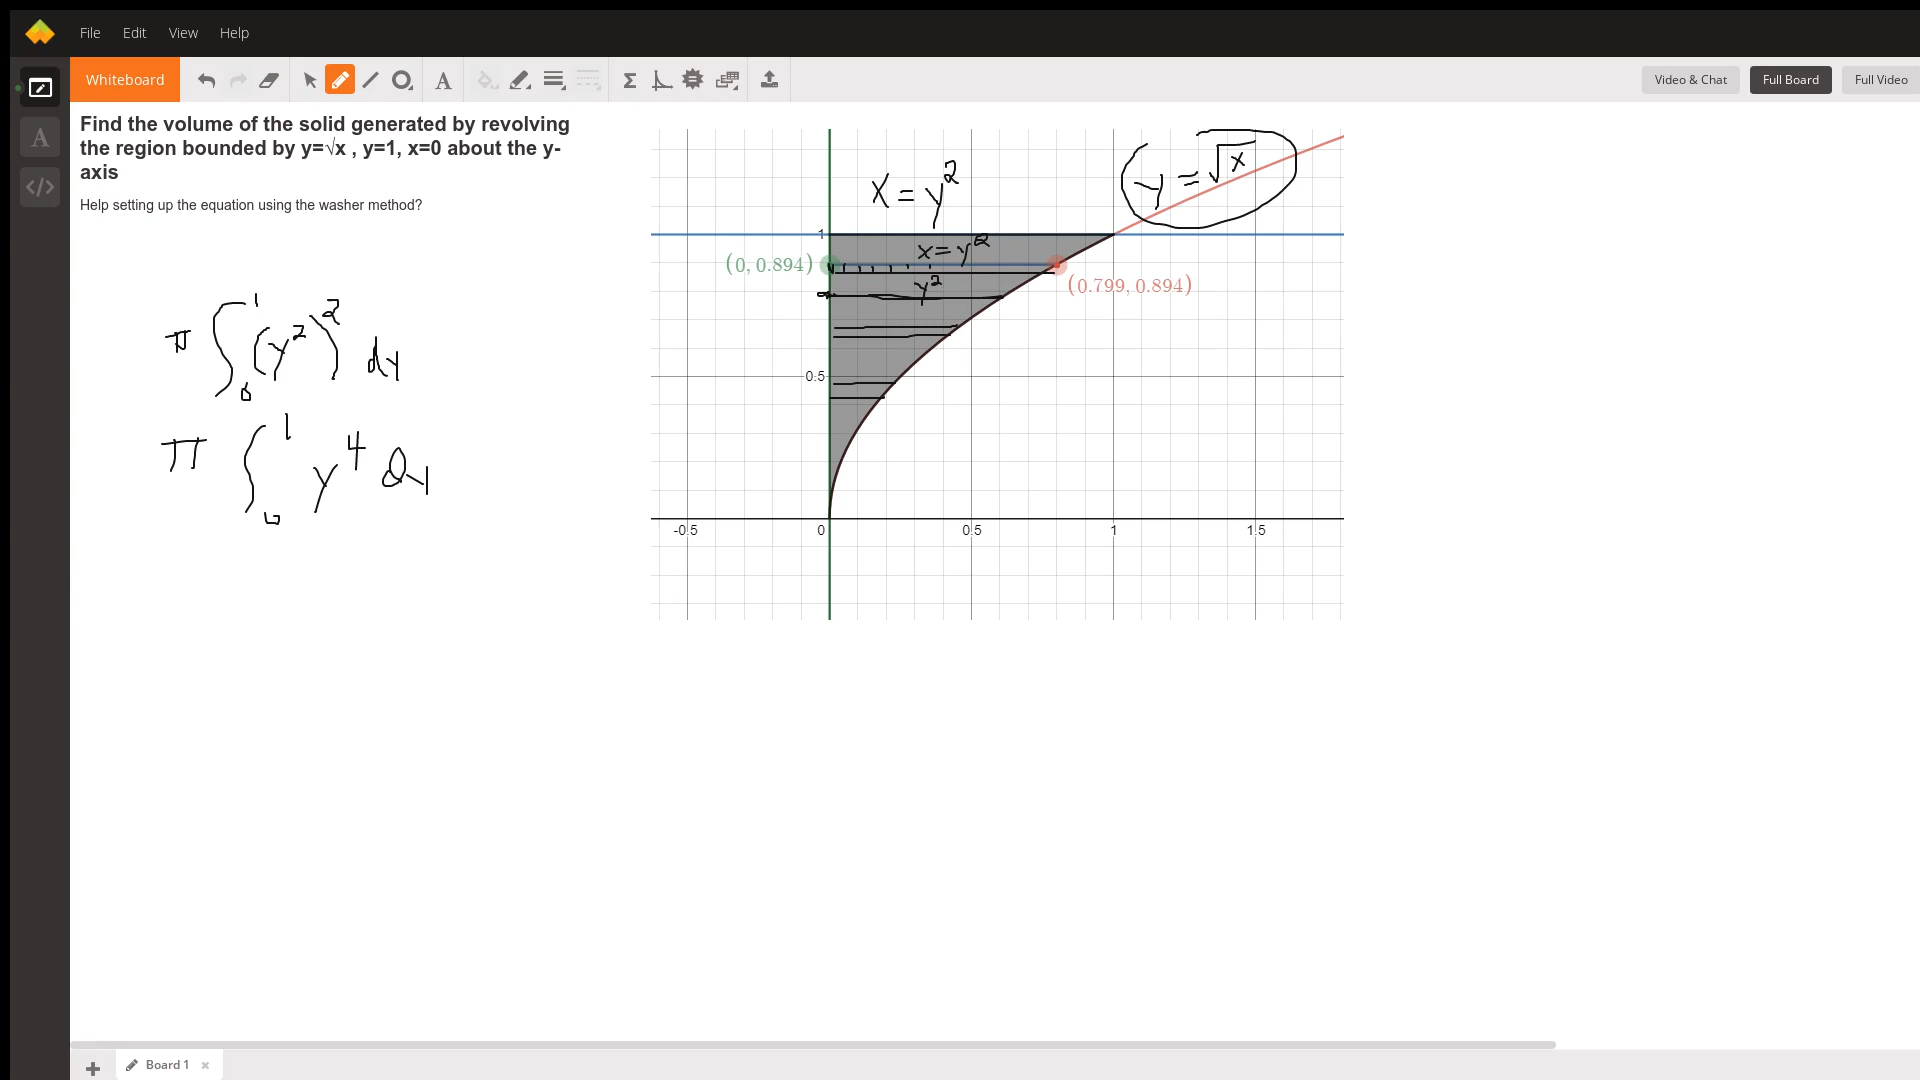 File Edit View Help
Whiteboard
Video & Chat Full Board Full Video
Find the volume of the solid generated by revolving
the region bounded by y=√x , y=1, x=0 about the y-
axis
Help setting up the equation using the washer method?
π ∫₀¹ (y²)² dy
π ∫₀¹ y⁴ dy
x = y²
y = √x
1
x = y²
(0, 0.894)
y²
(0.799, 0.894)
0.5
-0.5 0 0.5 1 1.5
Board 1